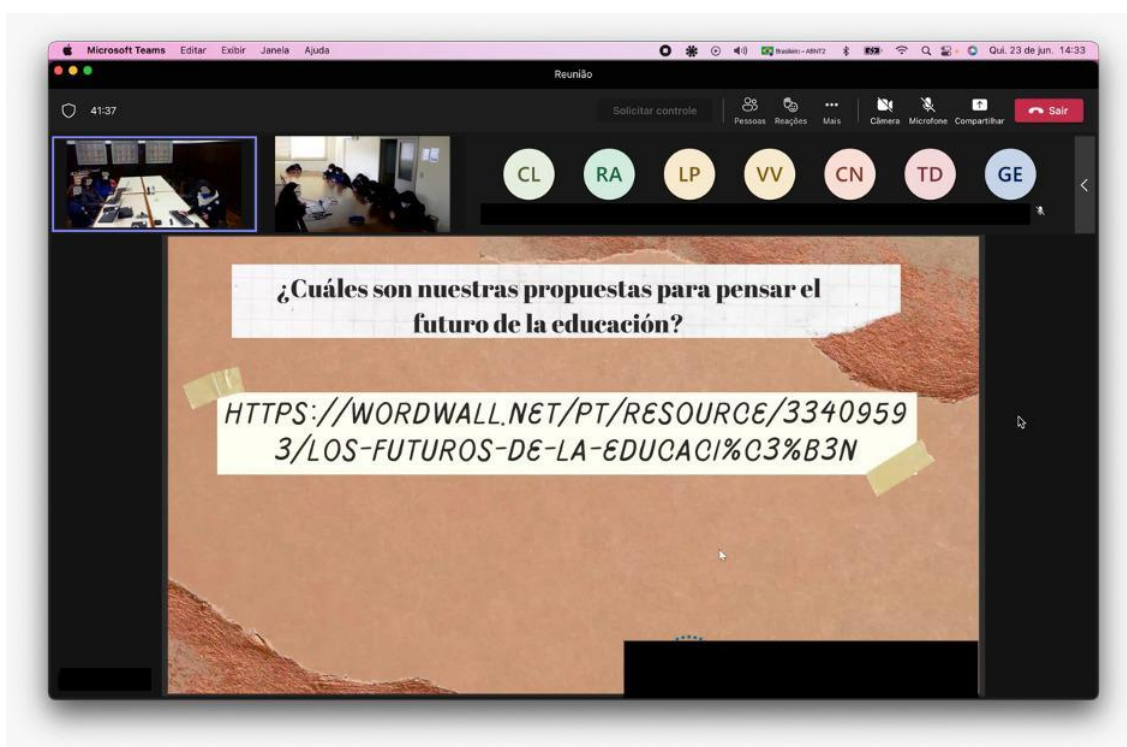 Microsoft Teams Editar Exibir Janela Ajuda
Brasileiro – ABNT2 Qui. 23 de jun. 14:33
Reunião
41:37
Solicitar controle
Pessoas Reações Mais Câmera Microfone Compartilhar Sair
CL RA LP VV CN TD GE
¿Cuáles son nuestras propuestas para pensar el
futuro de la educación?
HTTPS://WORDWALL.NET/PT/RESOURCE/3340959
3/LOS-FUTUROS-DE-LA-EDUCACI%C3%B3N